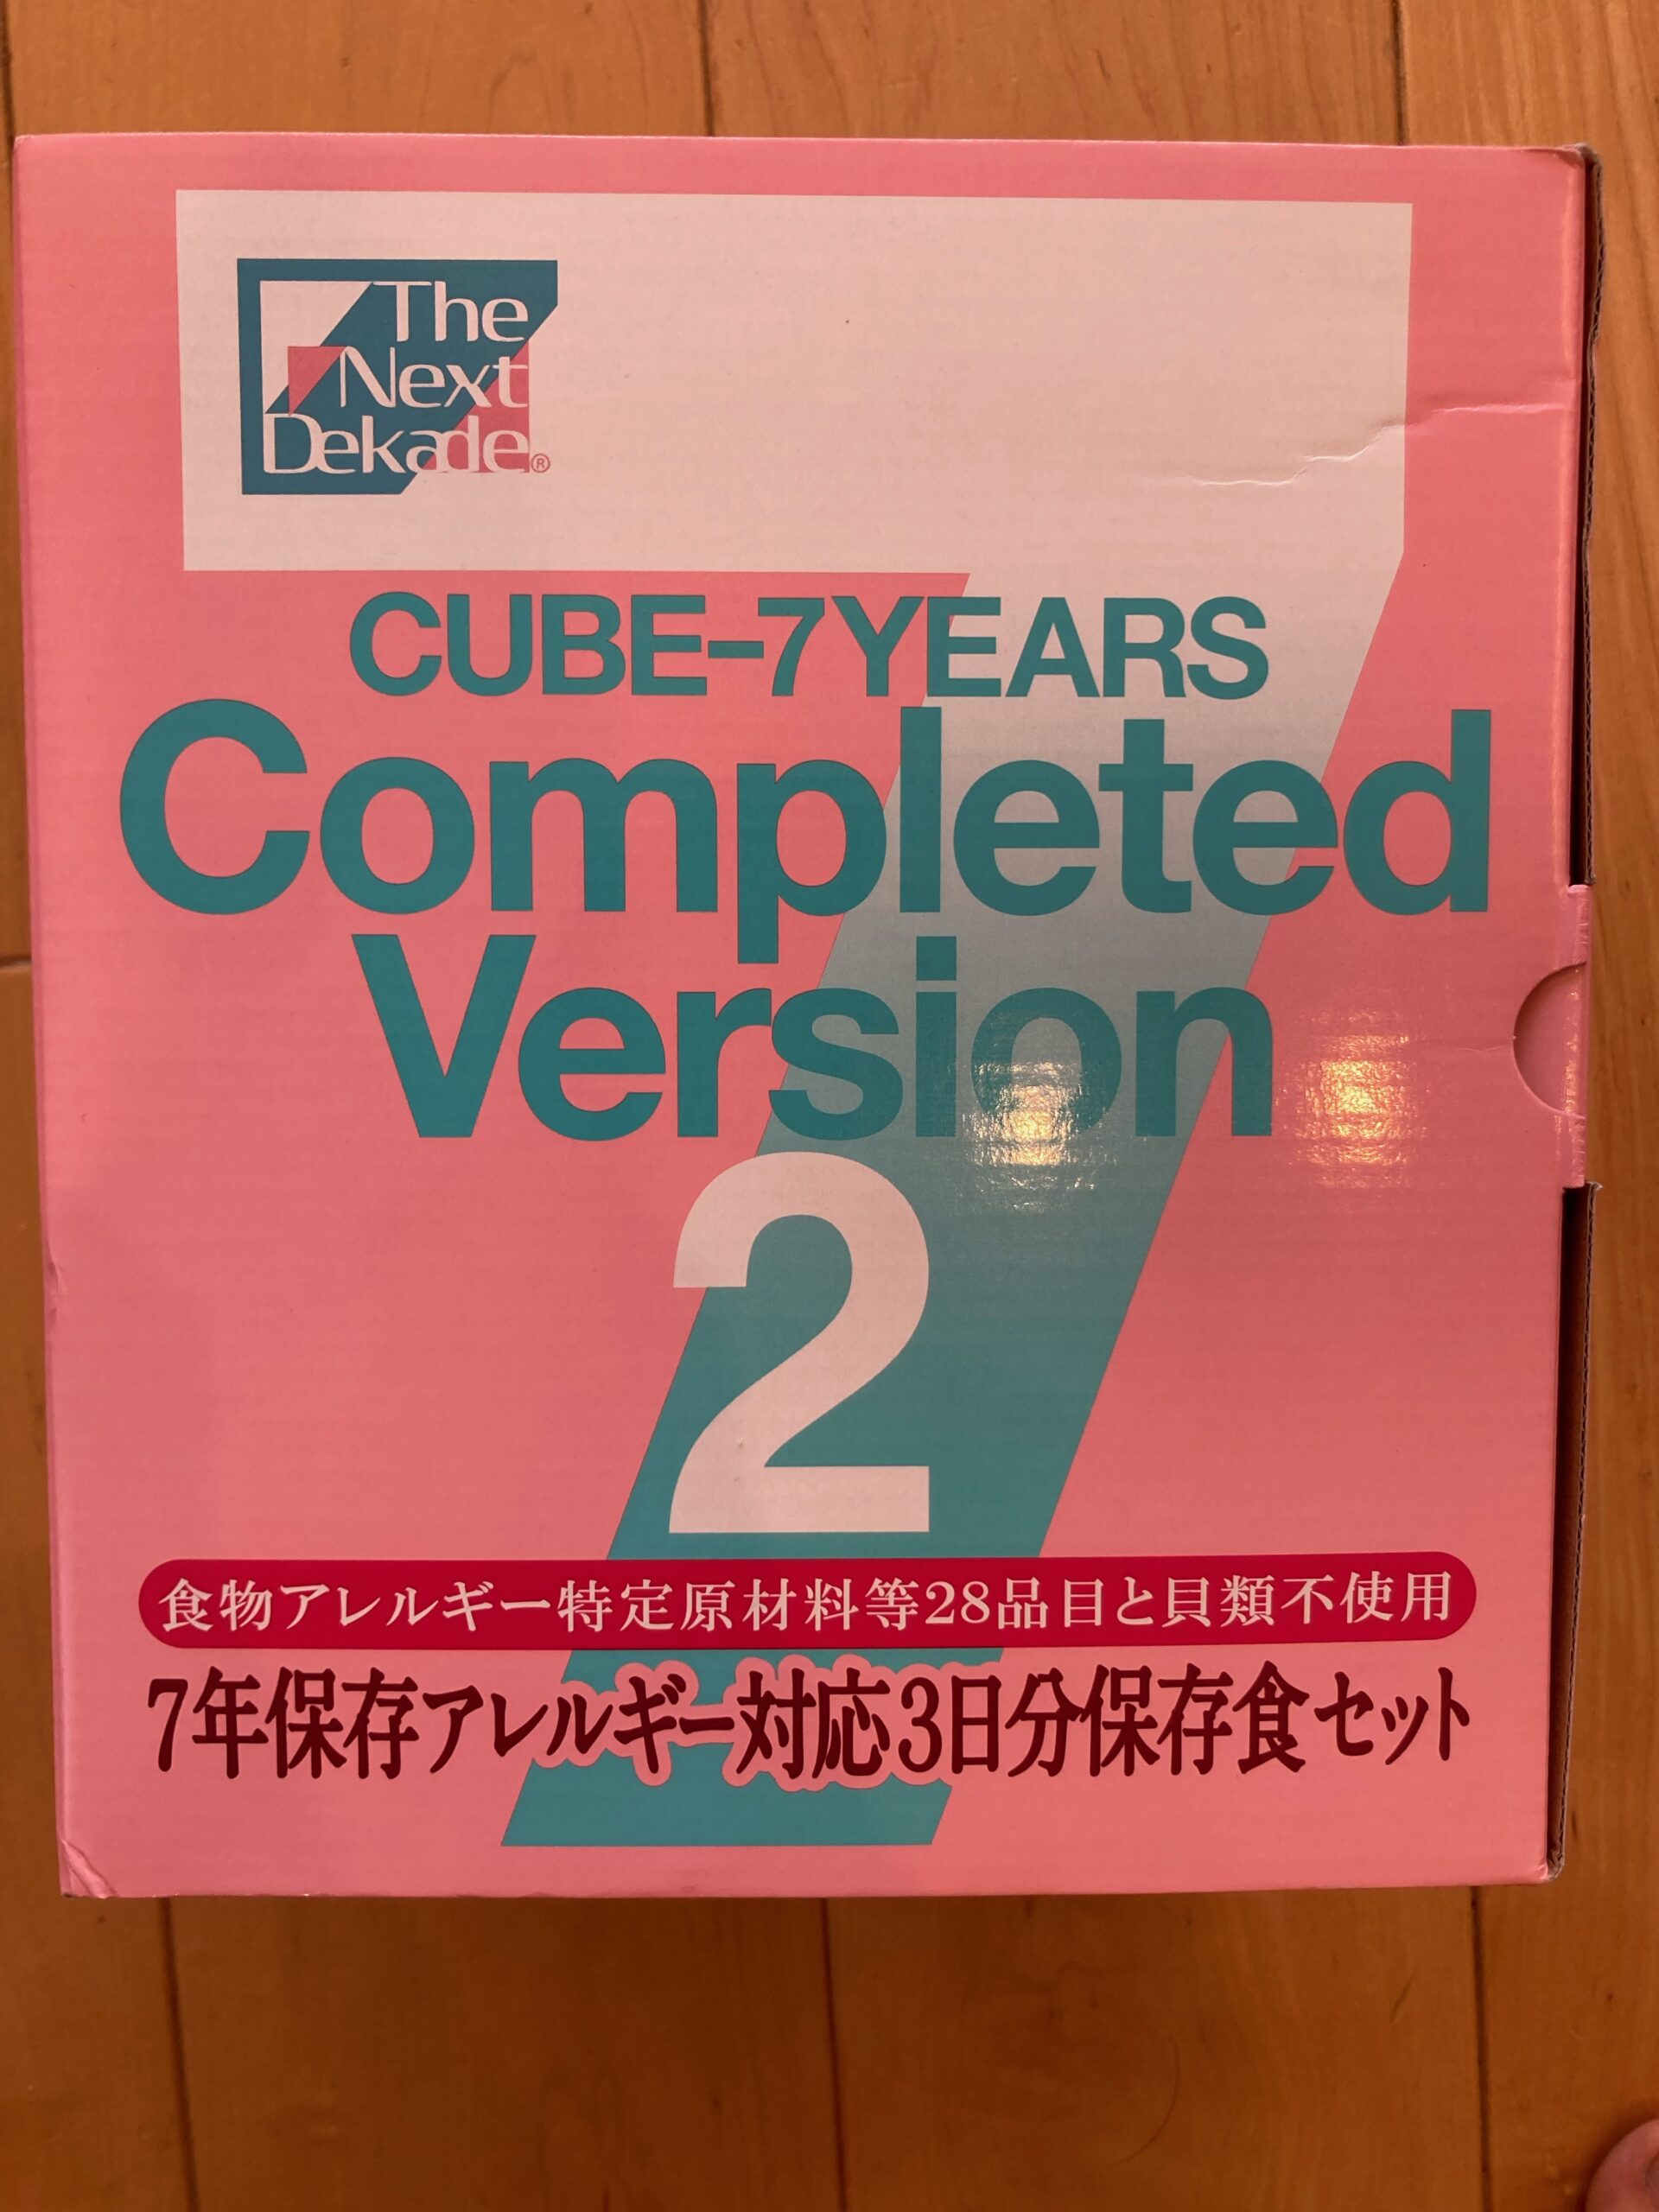 The
Next
Dekade®
CUBE-7YEARS
Completed
Version
2
食物アレルギー特定原材料等28品目と貝類不使用
7年保存アレルギー対応3日分保存食セット